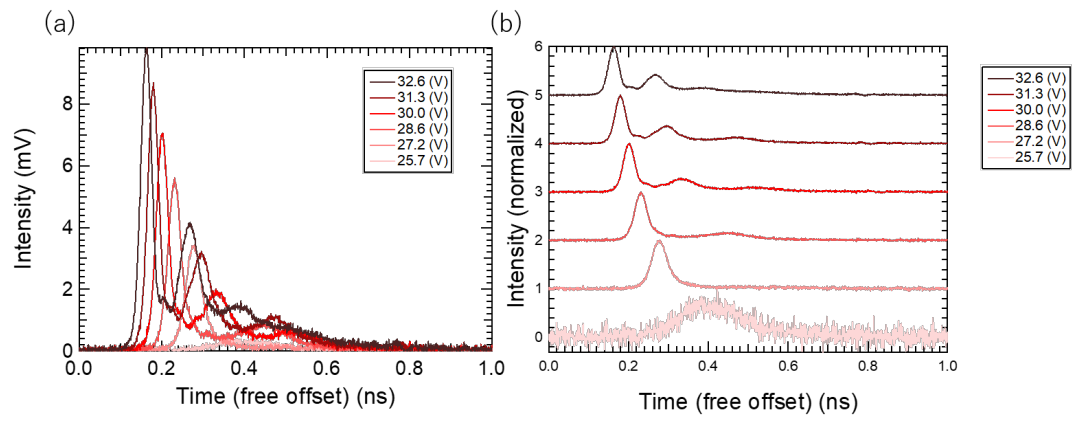 (a)
Intensity (mV)
8
6
4
2
0
0.0
0.2
0.4
0.6
0.8
1.0
Time (free offset) (ns)
32.6 (V)
31.3 (V)
30.0 (V)
28.6 (V)
27.2 (V)
25.7 (V)
(b)
Intensity (normalized)
6
5
4
3
2
1
0
0.0
0.2
0.4
0.6
0.8
1.0
Time (free offset) (ns)
32.6 (V)
31.3 (V)
30.0 (V)
28.6 (V)
27.2 (V)
25.7 (V)